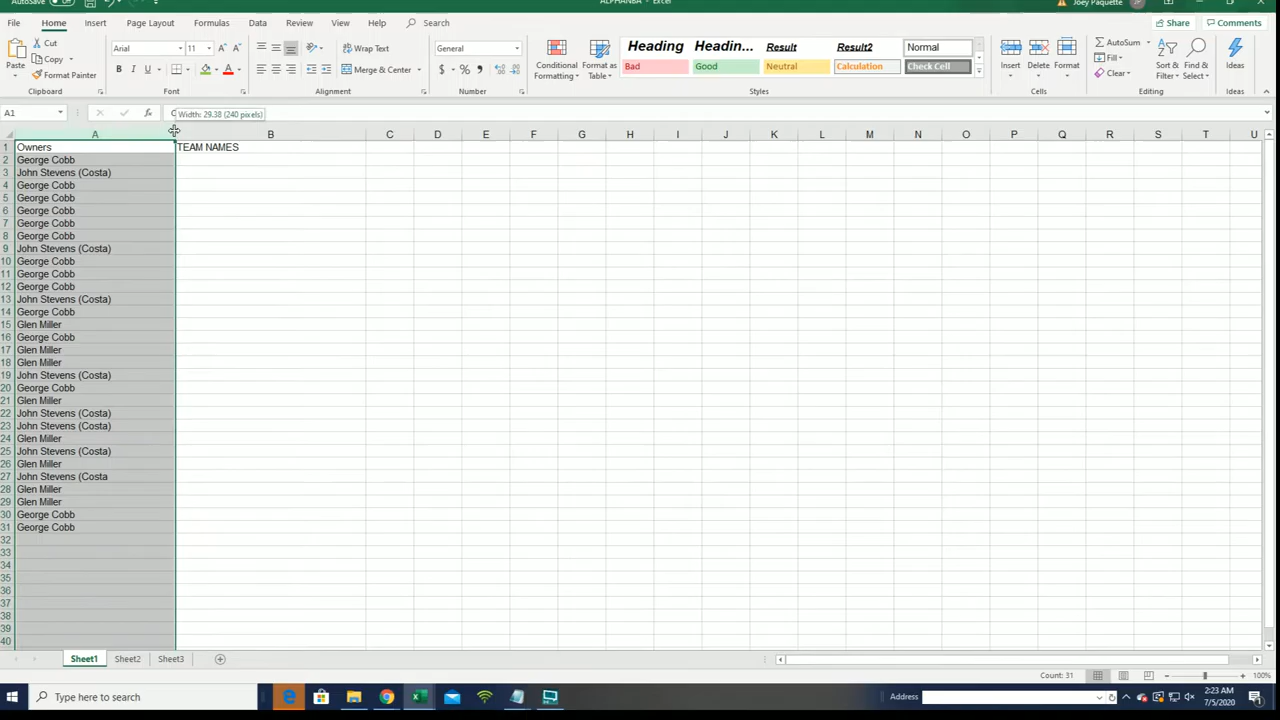 AutoSave Off ALPHANBA - Excel Joey Paquette JP
File Home Insert Page Layout Formulas Data Review View Help Search Share Comments
Paste Cut Copy Format Painter Clipboard
Arial 11 A A B I U A Font
ab Wrap Text Merge & Center Alignment
General $ % , Number
Conditional Formatting Format as Table
Heading Headin... Result Result2 Normal
Bad Good Neutral Calculation Check Cell
Styles
Insert Delete Format Cells
AutoSum Fill Clear Sort & Filter Find & Select Editing
Ideas Ideas
A1 fx Width: 29.38 (240 pixels)
A B C D E F G H I J K L M N O P Q R S T U
1 Owners TEAM NAMES
2 George Cobb
3 John Stevens (Costa)
4 George Cobb
5 George Cobb
6 George Cobb
7 George Cobb
8 George Cobb
9 John Stevens (Costa)
10 George Cobb
11 George Cobb
12 George Cobb
13 John Stevens (Costa)
14 George Cobb
15 Glen Miller
16 George Cobb
17 Glen Miller
18 Glen Miller
19 John Stevens (Costa)
20 George Cobb
21 Glen Miller
22 John Stevens (Costa)
23 John Stevens (Costa)
24 Glen Miller
25 John Stevens (Costa)
26 Glen Miller
27 John Stevens (Costa
28 Glen Miller
29 Glen Miller
30 George Cobb
31 George Cobb
32
33
34
35
36
37
38
39
40
Sheet1 Sheet2 Sheet3
Count: 31 100%
Type here to search Address 2:23 AM
7/5/2020